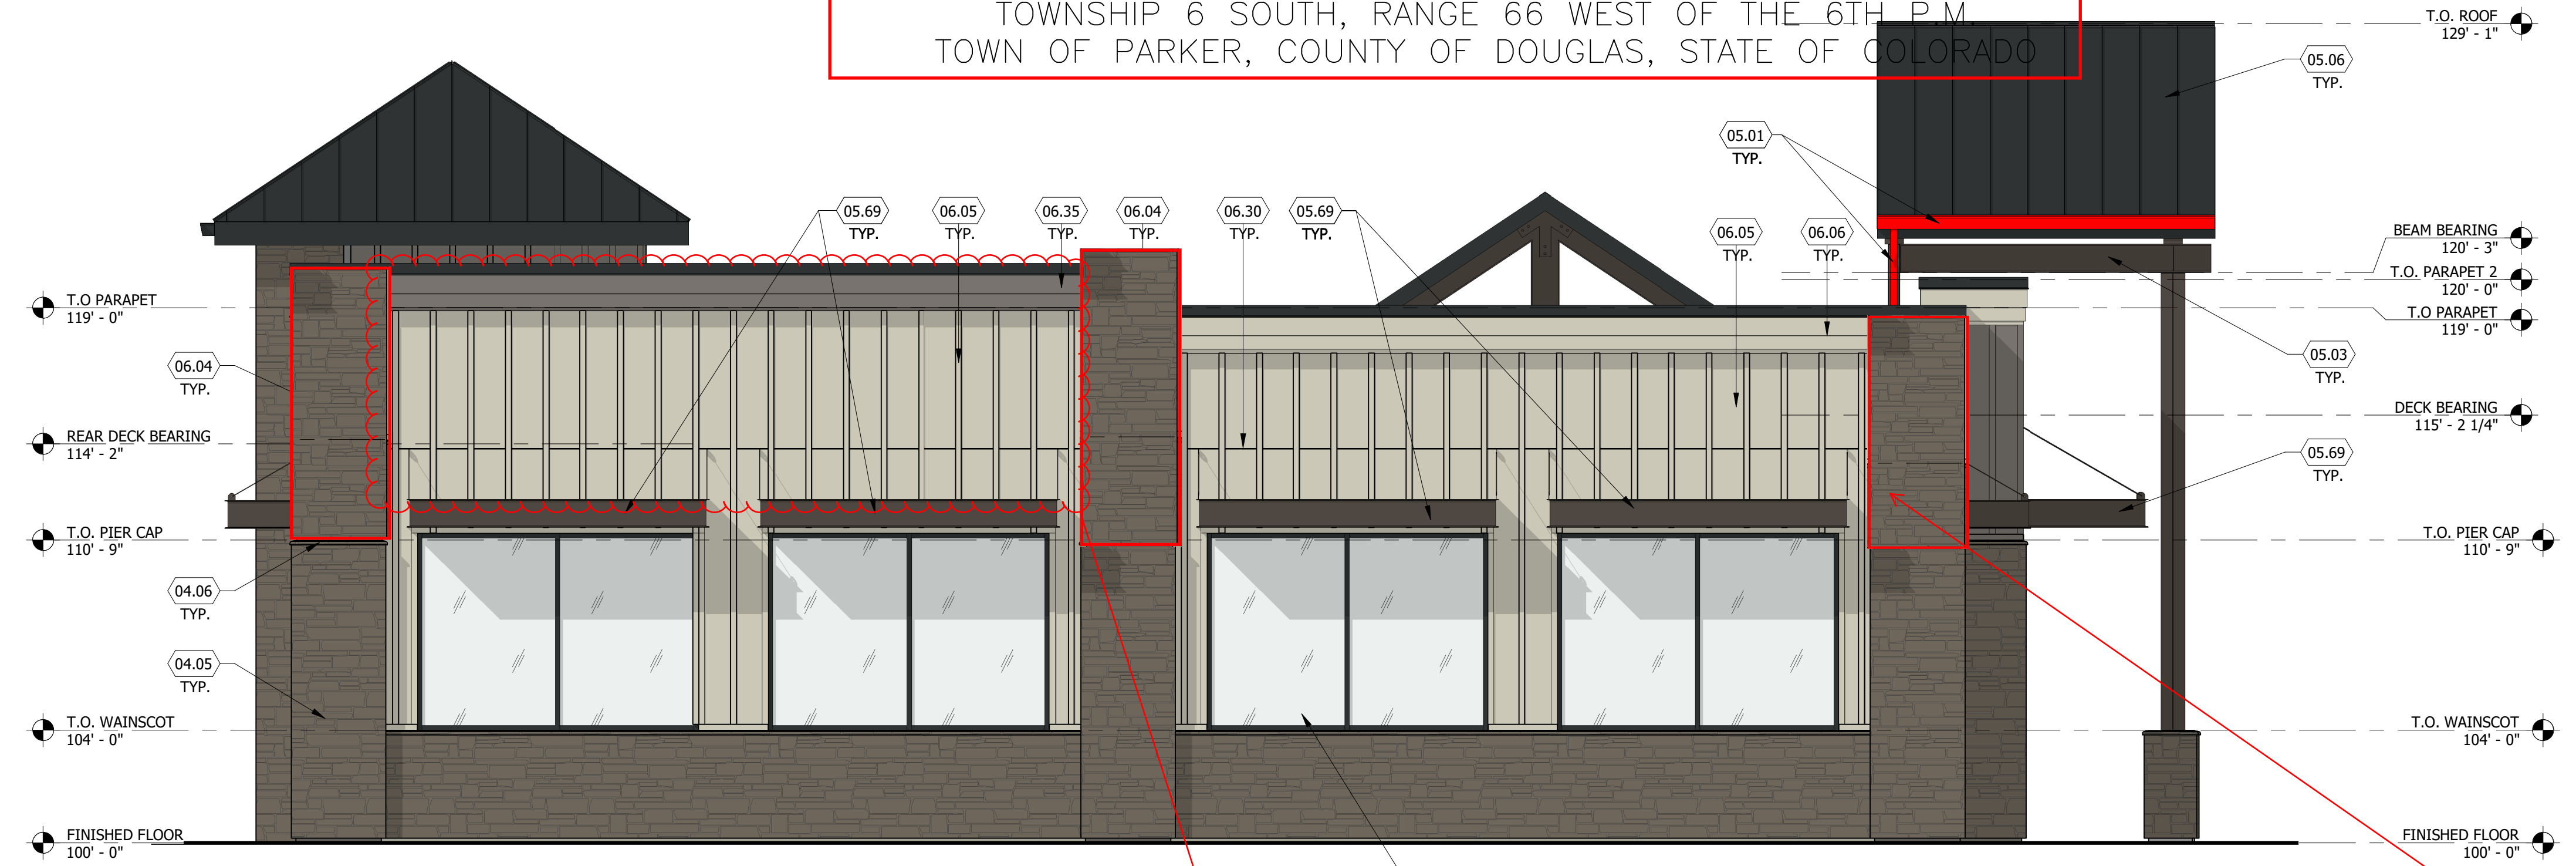 TOWNSHIP 6 SOUTH, RANGE 66 WEST OF THE 6TH P.M.
TOWN OF PARKER, COUNTY OF DOUGLAS, STATE OF COLORADO
T.O. ROOF
129' - 1"
05.06
TYP.
05.01
TYP.
05.69
TYP.
06.05
TYP.
06.35
TYP.
06.04
TYP.
06.30
TYP.
05.69
TYP.
06.05
TYP.
06.06
TYP.
BEAM BEARING
120' - 3"
T.O. PARAPET 2
120' - 0"
T.O PARAPET
119' - 0"
T.O PARAPET
119' - 0"
05.03
TYP.
06.04
TYP.
DECK BEARING
115' - 2 1/4"
REAR DECK BEARING
114' - 2"
05.69
TYP.
T.O. PIER CAP
110' - 9"
T.O. PIER CAP
110' - 9"
04.06
TYP.
04.05
TYP.
T.O. WAINSCOT
104' - 0"
T.O. WAINSCOT
104' - 0"
FINISHED FLOOR
100' - 0"
FINISHED FLOOR
100' - 0"